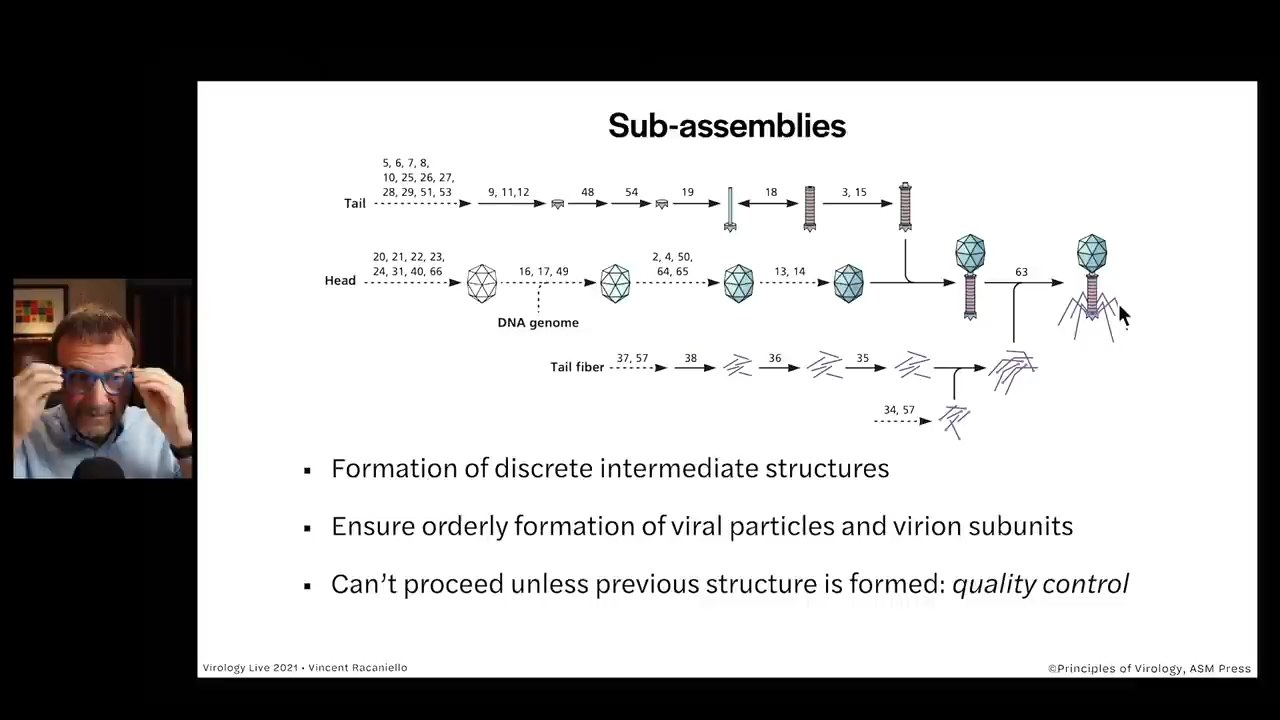 Sub-assemblies
5, 6, 7, 8,
10, 25, 26, 27,
28, 29, 51, 53
Tail
9, 11,12
48
54
19
18
3, 15
20, 21, 22, 23,
24, 31, 40, 66
Head
16, 17, 49
DNA genome
2, 4, 50,
64, 65
13, 14
63
Tail fiber
37, 57
38
36
35
34, 57
▪ Formation of discrete intermediate structures
▪ Ensure orderly formation of viral particles and virion subunits
▪ Can’t proceed unless previous structure is formed: quality control
Virology Live 2021 • Vincent Racaniello
©Principles of Virology, ASM Press